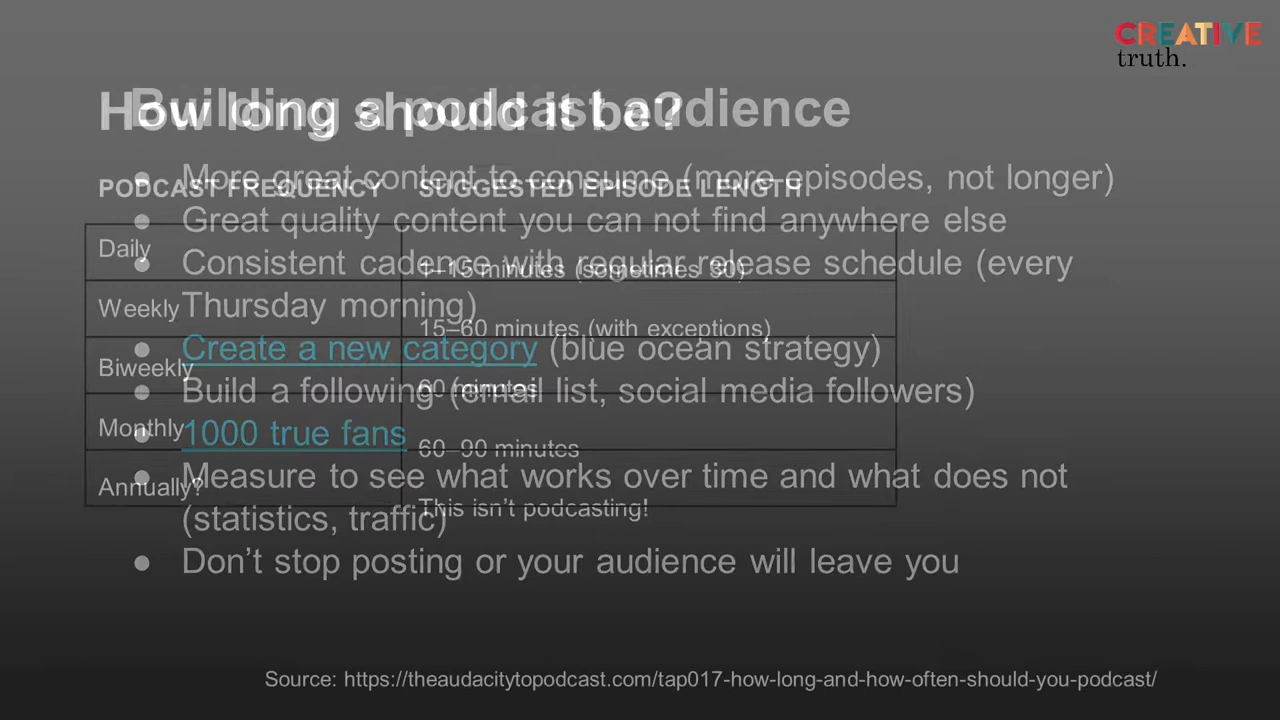 CREATIVE
truth.
How long should it be?
PODCAST FREQUENCY SUGGESTED EPISODE LENGTH
Daily 1–15 minutes (sometimes 30)
Weekly 15–60 minutes (with exceptions)
Biweekly 60 minutes
Monthly 60–90 minutes
Annually? This isn’t podcasting!
Source: https://theaudacitytopodcast.com/tap017-how-long-and-how-often-should-you-podcast/
Building a podcast audience
● More great content to consume (more episodes, not longer)
● Great quality content you can not find anywhere else
● Consistent cadence with regular release schedule (every
Thursday morning)
● Create a new category (blue ocean strategy)
● Build a following (email list, social media followers)
● 1000 true fans
● Measure to see what works over time and what does not
(statistics, traffic)
● Don’t stop posting or your audience will leave you